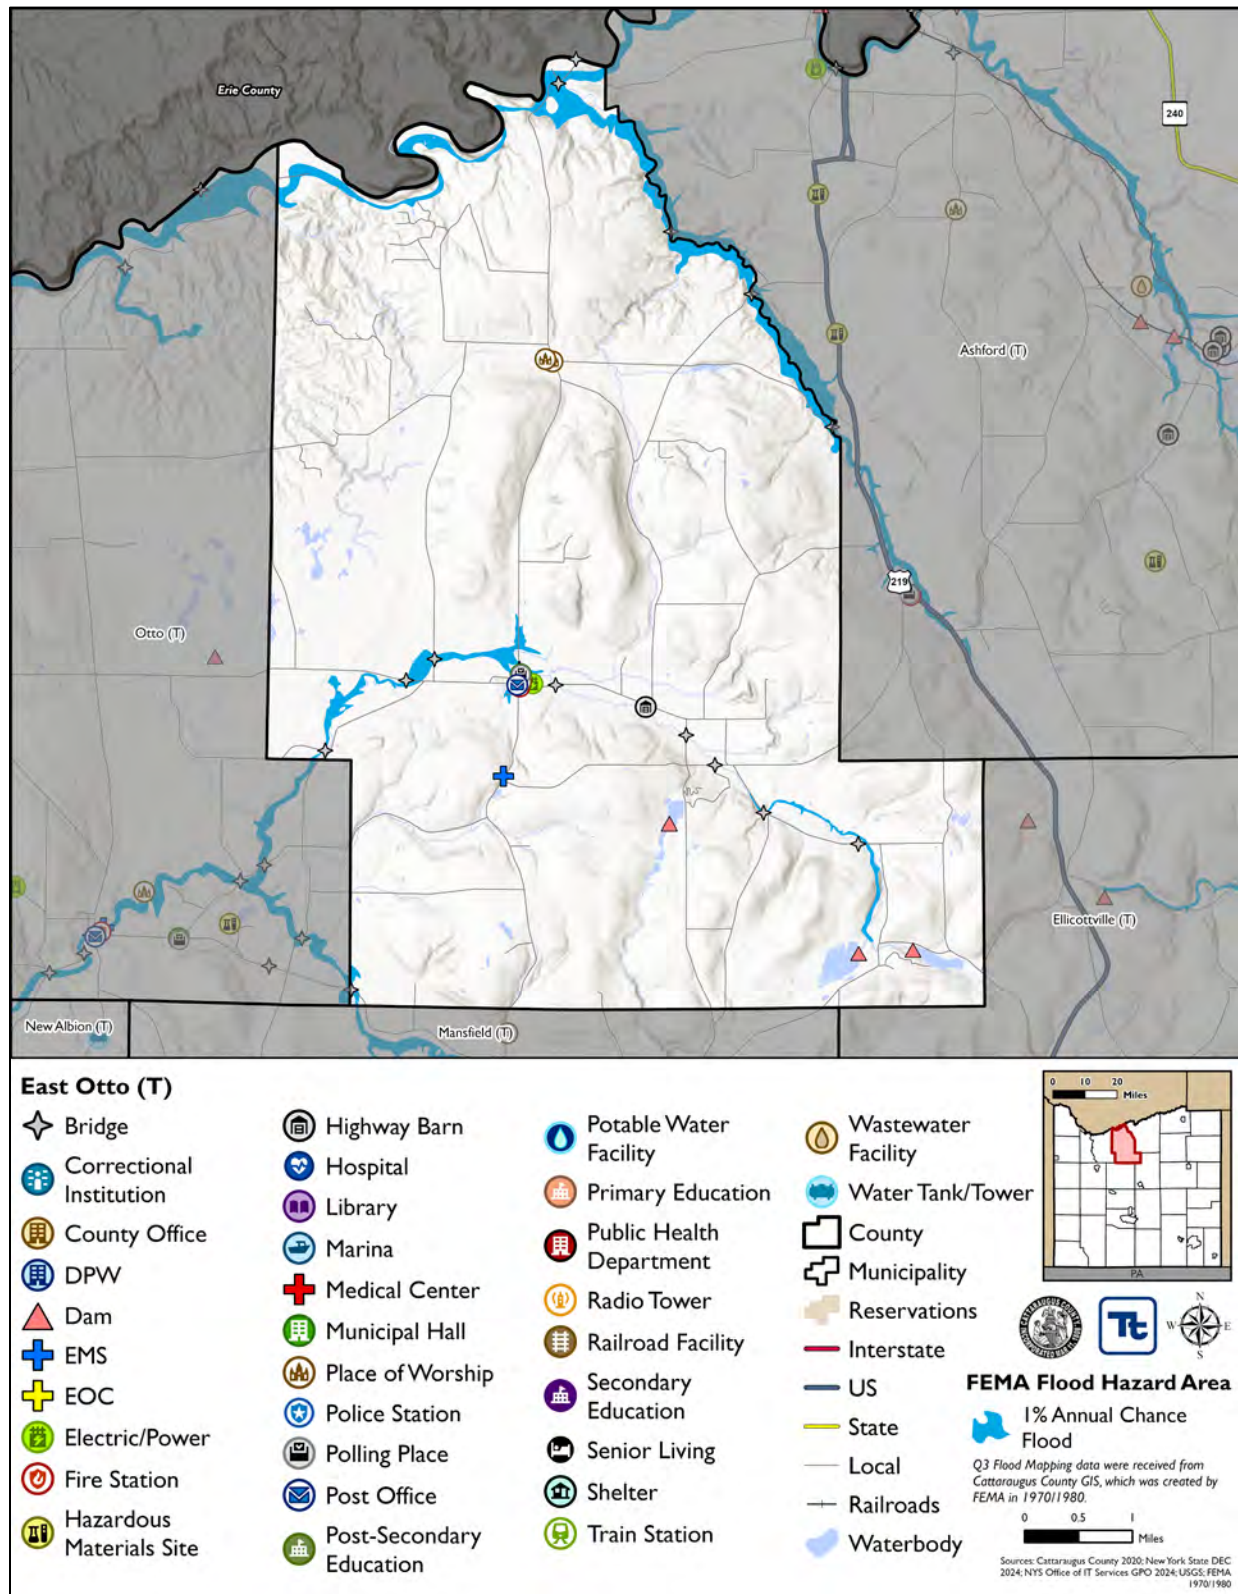 Erie County
240
Ashford (T)
219
Otto (T)
Ellicottville (T)
New Albion (T)
Mansfield (T)
East Otto (T)
Bridge
Correctional
Institution
County Office
DPW
Dam
EMS
EOC
Electric/Power
Fire Station
Hazardous
Materials Site
Highway Barn
Hospital
Library
Marina
Medical Center
Municipal Hall
Place of Worship
Police Station
Polling Place
Post Office
Post-Secondary
Education
Potable Water
Facility
Primary Education
Public Health
Department
Radio Tower
Railroad Facility
Secondary
Education
Senior Living
Shelter
Train Station
Wastewater
Facility
Water Tank/Tower
County
Municipality
Reservations
Interstate
US
State
Local
Railroads
Waterbody
0 10 20
Miles
PA
Tt
N
W E
S
FEMA Flood Hazard Area
1% Annual Chance
Flood
Q3 Flood Mapping data were received from
Cattaraugus County GIS, which was created by
FEMA in 1970/1980.
0 0.5 1
Miles
Sources: Cattaraugus County 2020; New York State DEC
2024; NYS Office of IT Services GPO 2024; USGS; FEMA
1970/1980